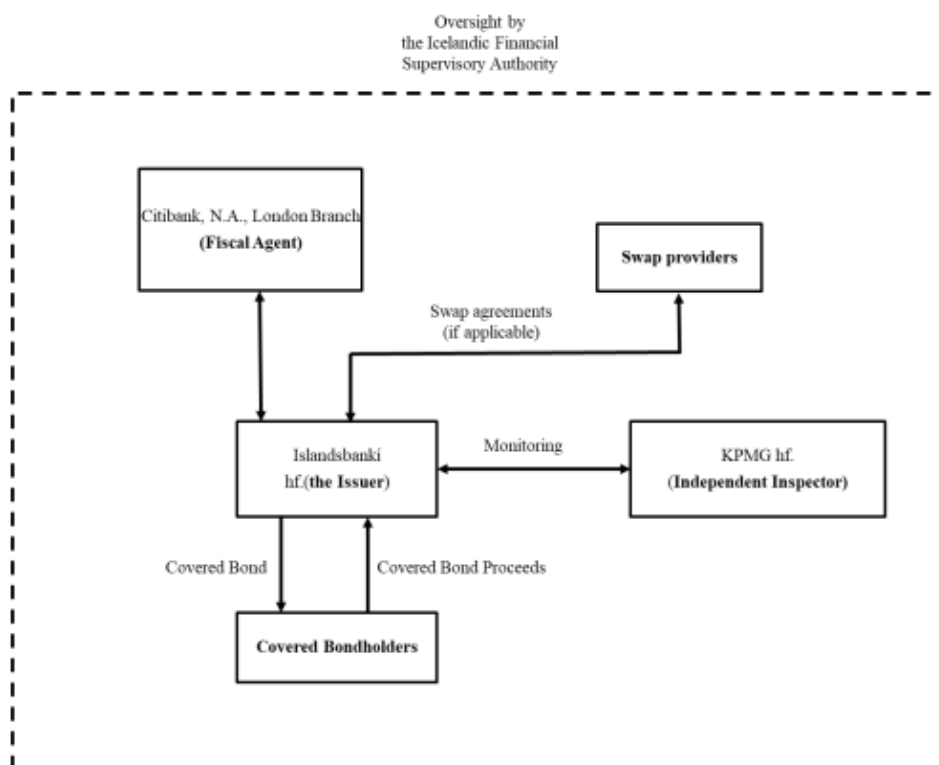 Oversight by
the Icelandic Financial
Supervisory Authority
Citibank, N.A., London Branch
(Fiscal Agent)
Swap providers
Swap agreements
(if applicable)
Islandsbanki
hf.(the Issuer)
Monitoring
KPMG hf.
(Independent Inspector)
Covered Bond
Covered Bond Proceeds
Covered Bondholders